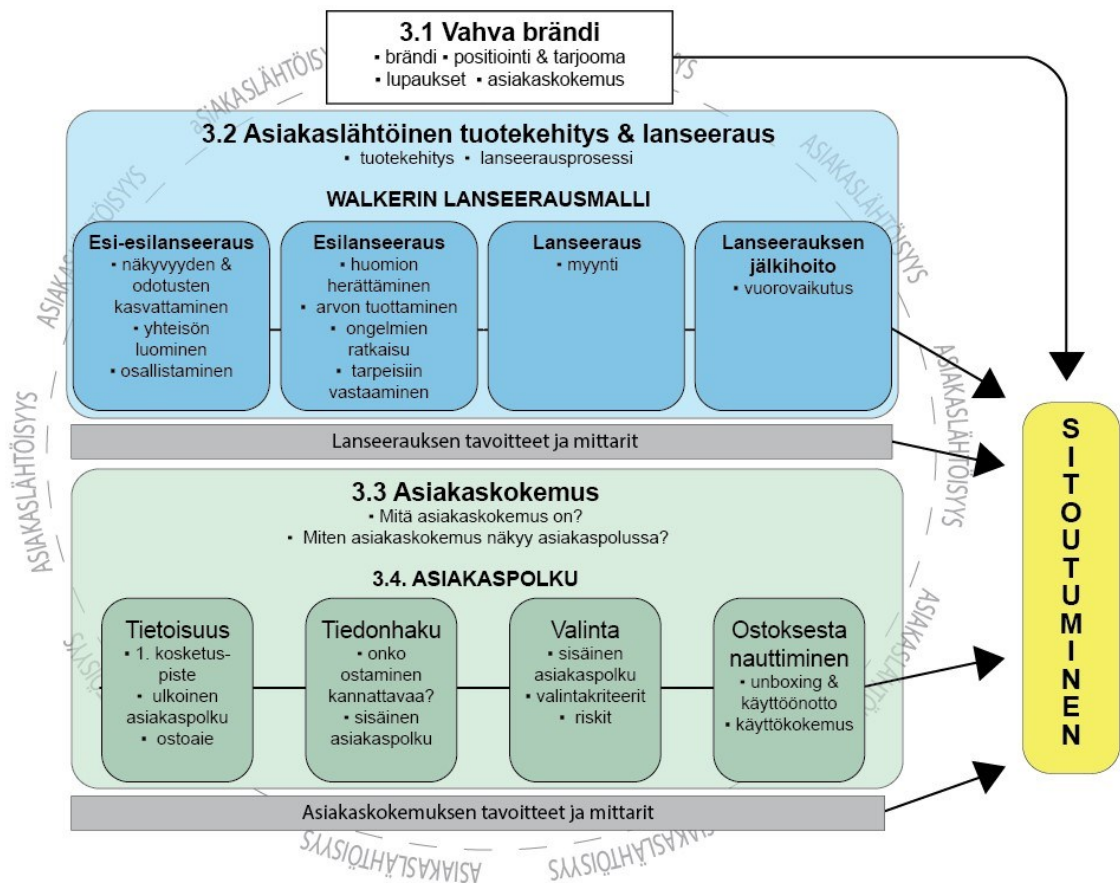 3.1 Vahva brändi
▪ brändi ▪ positiointi & tarjooma
▪ lupaukset ▪ asiakaskokemus
3.2 Asiakaslähtöinen tuotekehitys & lanseeraus
▪ tuotekehitys ▪ lanseerausprosessi
WALKERIN LANSEERAUSMALLI
Esi-esilanseeraus
▪ näkyvyyden &
odotusten
kasvattaminen
▪ yhteisön
luominen
▪ osallistaminen
Esilanseeraus
▪ huomion
herättäminen
▪ arvon tuottaminen
▪ ongelmien
ratkaisu
▪ tarpeisiin
vastaaminen
Lanseeraus
▪ myynti
Lanseerauksen
jälkihoito
▪ vuorovaikutus
Lanseerauksen tavoitteet ja mittarit
3.3 Asiakaskokemus
▪ Mitä asiakaskokemus on?
▪ Miten asiakaskokemus näkyy asiakaspolussa?
3.4. ASIAKASPOLKU
Tietoisuus
▪ 1. kosketus-
piste
▪ ulkoinen
asiakaspolku
▪ ostoaie
Tiedonhaku
▪ onko
ostaminen
kannattavaa?
▪ sisäinen
asiakaspolku
Valinta
▪ sisäinen
asiakaspolku
▪ valintakriteerit
▪ riskit
Ostoksesta
nauttiminen
▪ unboxing &
käyttöönotto
▪ käyttökokemus
Asiakaskokemuksen tavoitteet ja mittarit
SITOUTUMINEN
aSIAKASLÄHTÖISYYS
ASIAKASLÄHTÖISYYS
ASIAKASLÄHTÖISYYS
ASIAKASLÄHTÖISYYS
ASIAKASLÄHTÖISYYS
ASIAKASLÄHTÖISYYS
ASIAKASLÄHTÖISYYS